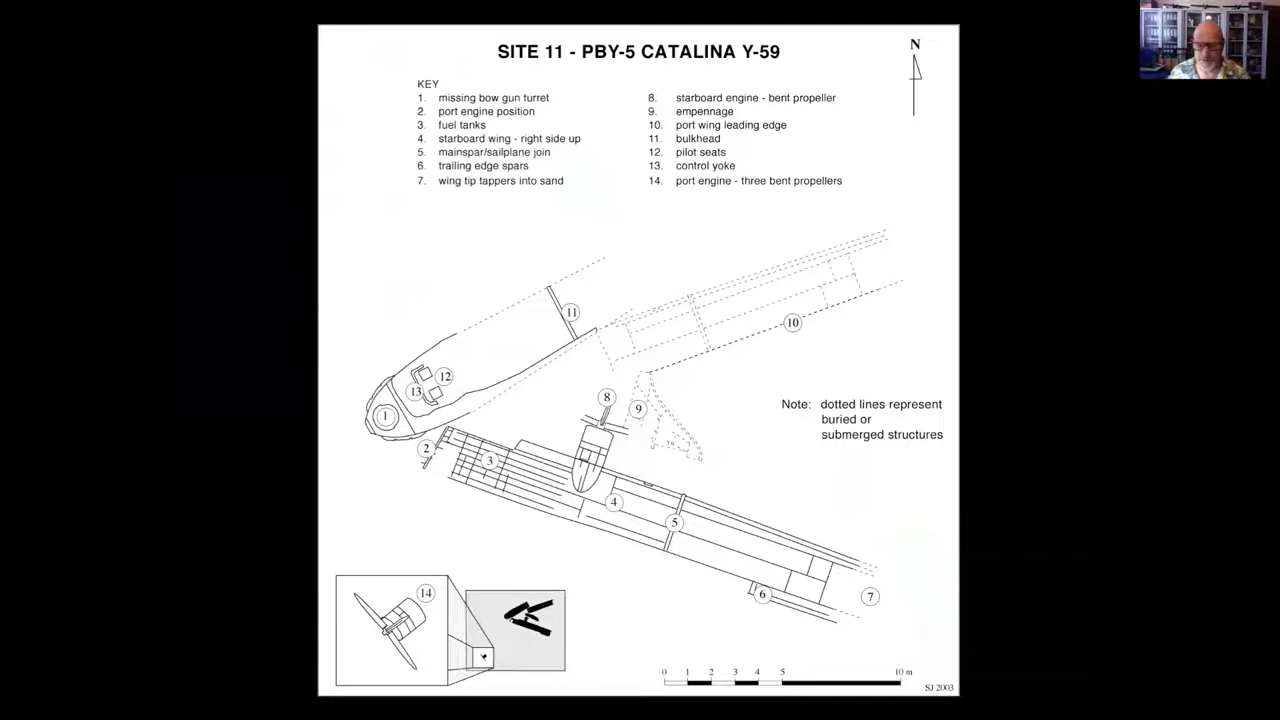 SITE 11 - PBY-5 CATALINA Y-59
N
KEY
1. missing bow gun turret
2. port engine position
3. fuel tanks
4. starboard wing - right side up
5. mainspar/sailplane join
6. trailing edge spars
7. wing tip tappers into sand
8. starboard engine - bent propeller
9. empennage
10. port wing leading edge
11. bulkhead
12. pilot seats
13. control yoke
14. port engine - three bent propellers
11
10
12
13
1
8
9
Note: dotted lines represent
buried or
submerged structures
2
3
4
5
6
7
14
0 1 2 3 4 5 10 m
SJ 2003